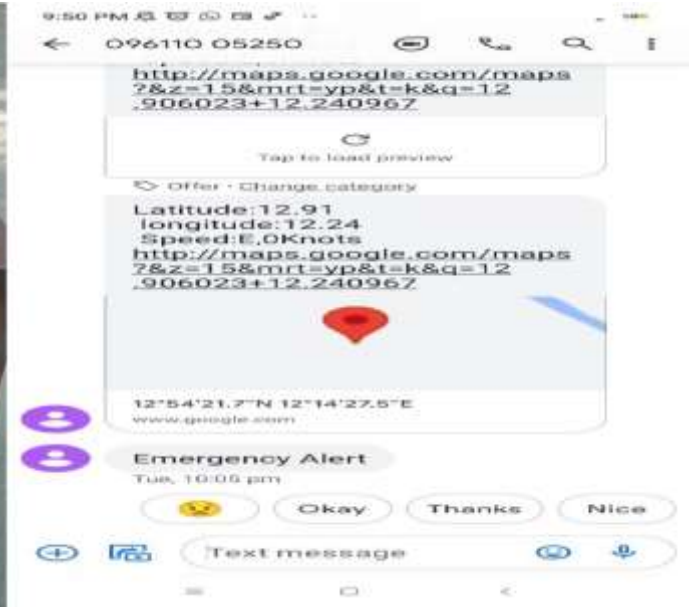 9:50 PM
096110 05250
http://maps.google.com/maps
?&z=15&mrt=yp&t=k&q=12
.906023+12.240967
Tap to load preview
Offer · Change category
Latitude:12.91
longitude:12.24
Speed:E,0Knots
http://maps.google.com/maps
?&z=15&mrt=yp&t=k&q=12
.906023+12.240967
12°54'21.7"N 12°14'27.5"E
www.google.com
Emergency Alert
Tue, 10:05 pm
Okay
Thanks
Nice
Text message